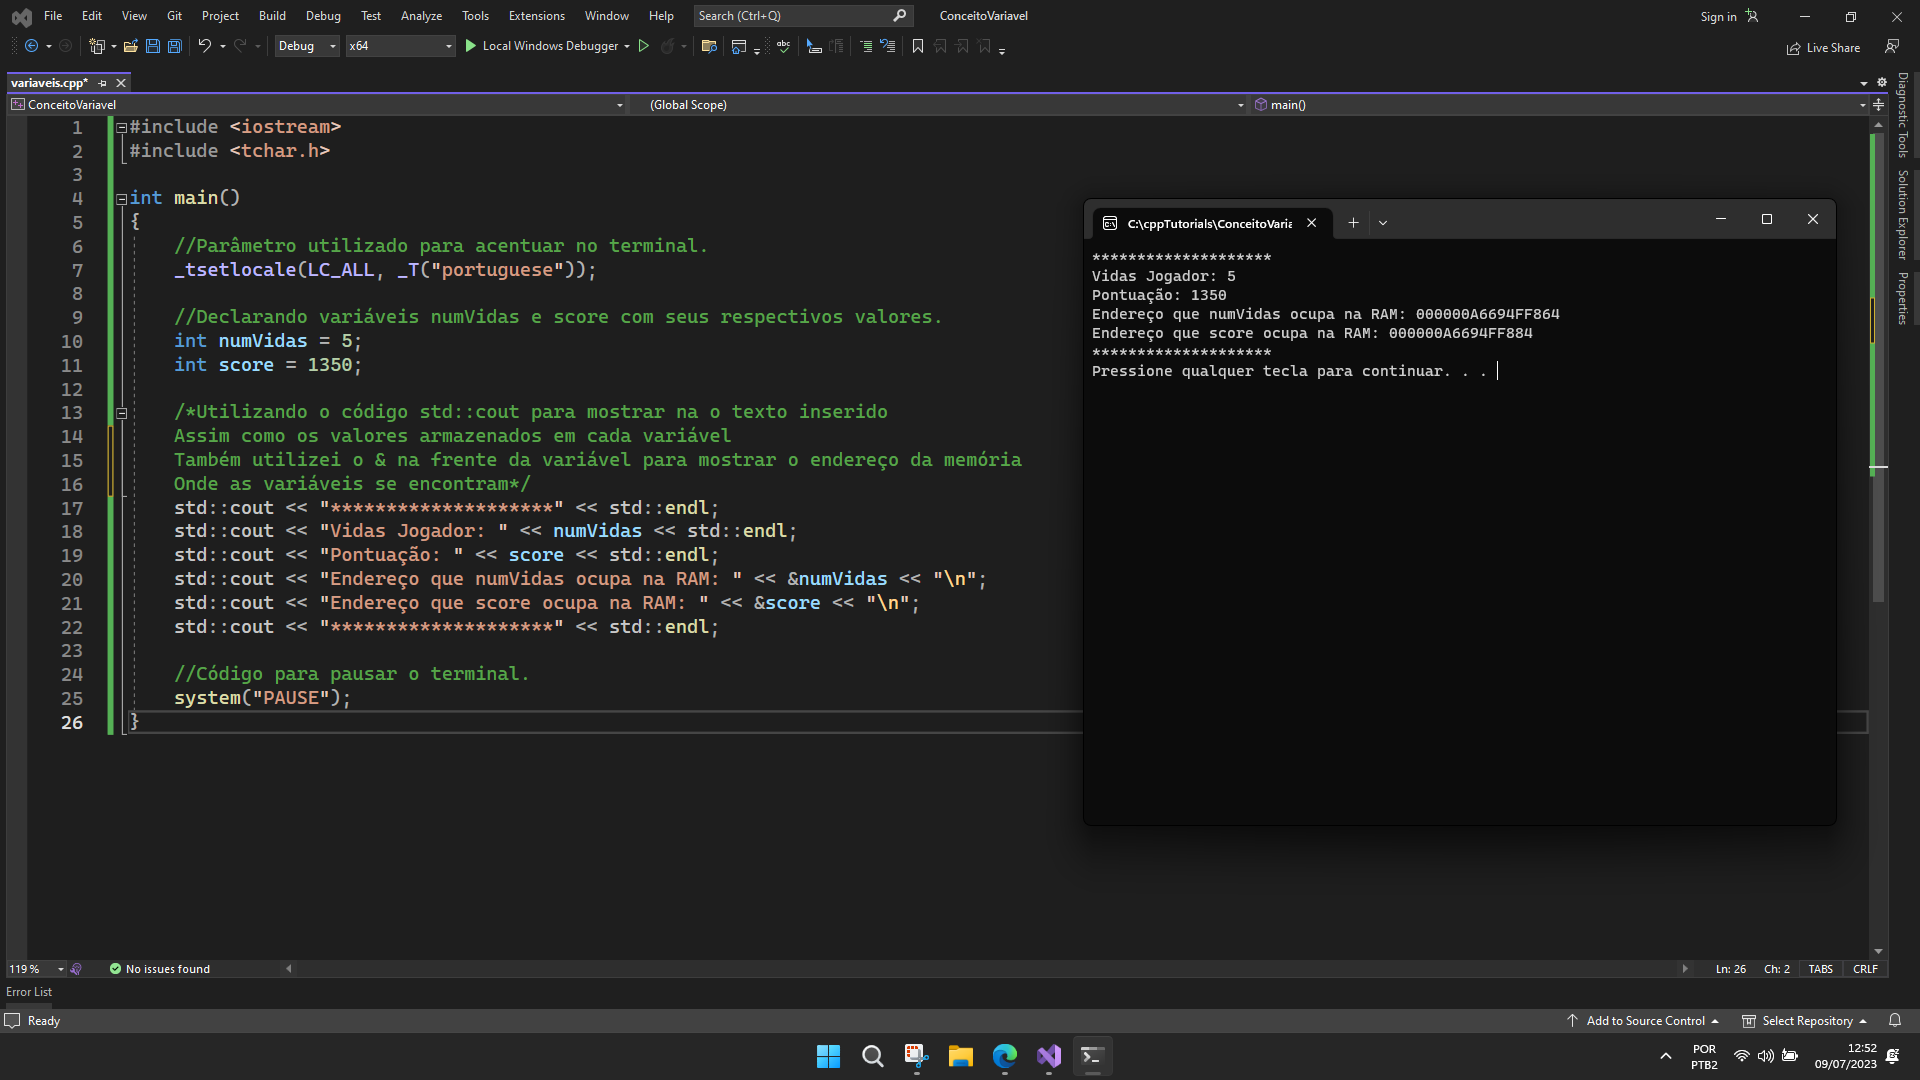 File Edit View Git Project Build Debug Test Analyze Tools Extensions Window Help Search (Ctrl+Q) ConceitoVariavel Sign in
Debug x64 Local Windows Debugger Live Share
variaveis.cpp*
ConceitoVariavel (Global Scope) main()
1 #include <iostream>
2 #include <tchar.h>
3
4 int main()
5 {
6 //Parâmetro utilizado para acentuar no terminal.
7 _tsetlocale(LC_ALL, _T("portuguese"));
8
9 //Declarando variáveis numVidas e score com seus respectivos valores.
10 int numVidas = 5;
11 int score = 1350;
12
13 /*Utilizando o código std::cout para mostrar na o texto inserido
14 Assim como os valores armazenados em cada variável
15 Também utilizei o & na frente da variável para mostrar o endereço da memória
16 Onde as variáveis se encontram*/
17 std::cout << "********************" << std::endl;
18 std::cout << "Vidas Jogador: " << numVidas << std::endl;
19 std::cout << "Pontuação: " << score << std::endl;
20 std::cout << "Endereço que numVidas ocupa na RAM: " << &numVidas << "\n";
21 std::cout << "Endereço que score ocupa na RAM: " << &score << "\n";
22 std::cout << "********************" << std::endl;
23
24 //Código para pausar o terminal.
25 system("PAUSE");
26 }
C:\cppTutorials\ConceitoVaria
********************
Vidas Jogador: 5
Pontuação: 1350
Endereço que numVidas ocupa na RAM: 000000A6694FF864
Endereço que score ocupa na RAM: 000000A6694FF884
********************
Pressione qualquer tecla para continuar. . .
Diagnostic Tools
Solution Explorer
Properties
119 % No issues found Ln: 26 Ch: 2 TABS CRLF
Error List
Ready Add to Source Control Select Repository
POR
PTB2
12:52
09/07/2023